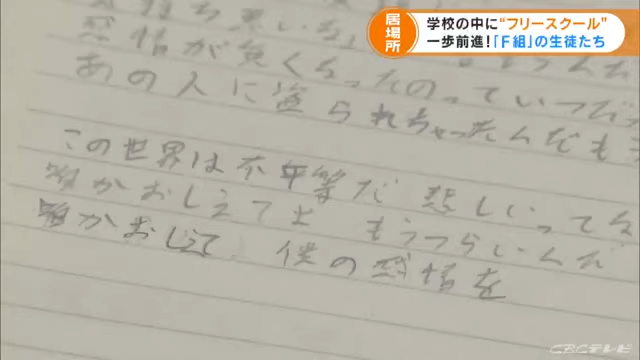 居場所
学校の中に"フリースクール"
一歩前進!「F組」の生徒たち
感情が無くなったのっていつだ
あの人に盗られちゃったんだも
この世界は不平等だ 悲しいって
誰かおしえてよ もうつらいんだ
誰かおしえて 僕の感情を
CBCテレビ